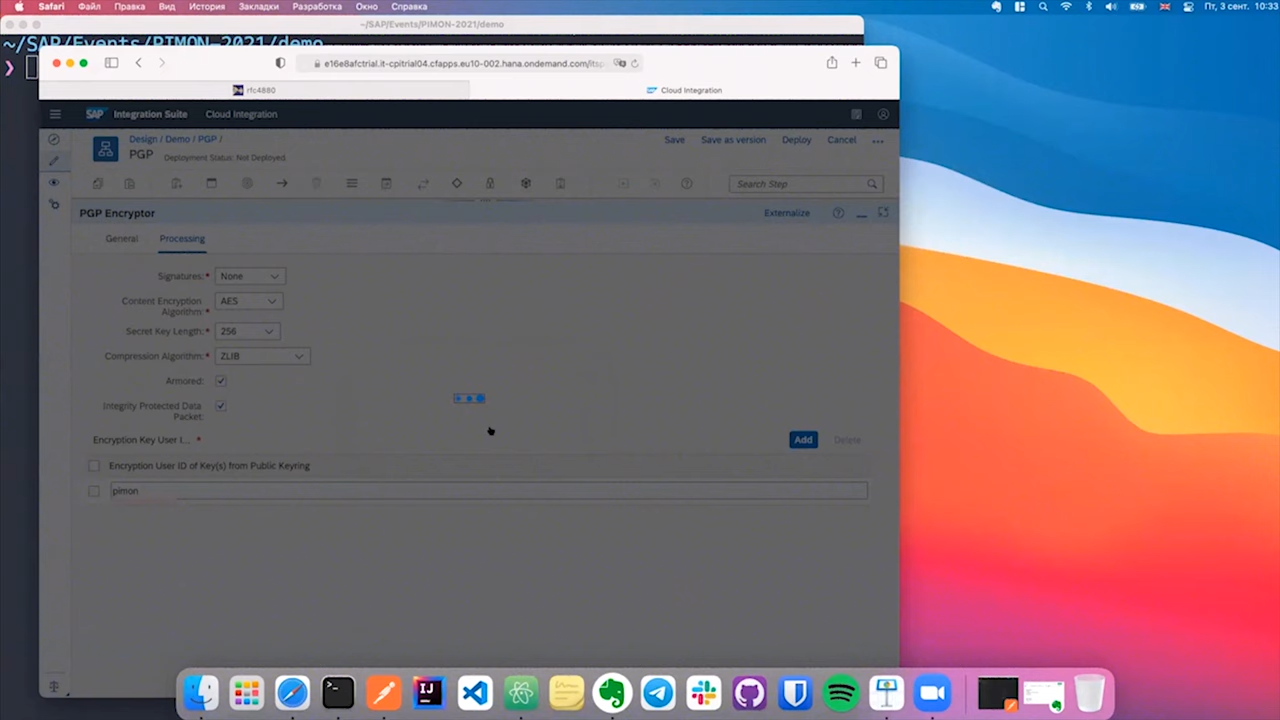 Safari Файл Правка Вид История Закладки Разработка Окно Справка Пт, 3 сент. 10:33
~/SAP/Events/PIMON-2021/demo
~/SAP/Events/PIMON-2021/demo
❯
e16e8afctrial.it-cpitrial04.cfapps.eu10-002.hana.ondemand.com/itsp
rfc4880 Cloud Integration
SAP Integration Suite Cloud Integration
Design / Demo / PGP /
Save Save as version Deploy Cancel ...
PGP Deployment Status: Not Deployed
Search Step
PGP Encryptor Externalize
General Processing
Signatures:* None
Content Encryption Algorithm:* AES
Secret Key Length:* 256
Compression Algorithm:* ZLIB
Armored:
Integrity Protected Data Packet:
Encryption Key User I... * Add Delete
Encryption User ID of Key(s) from Public Keyring
pimon